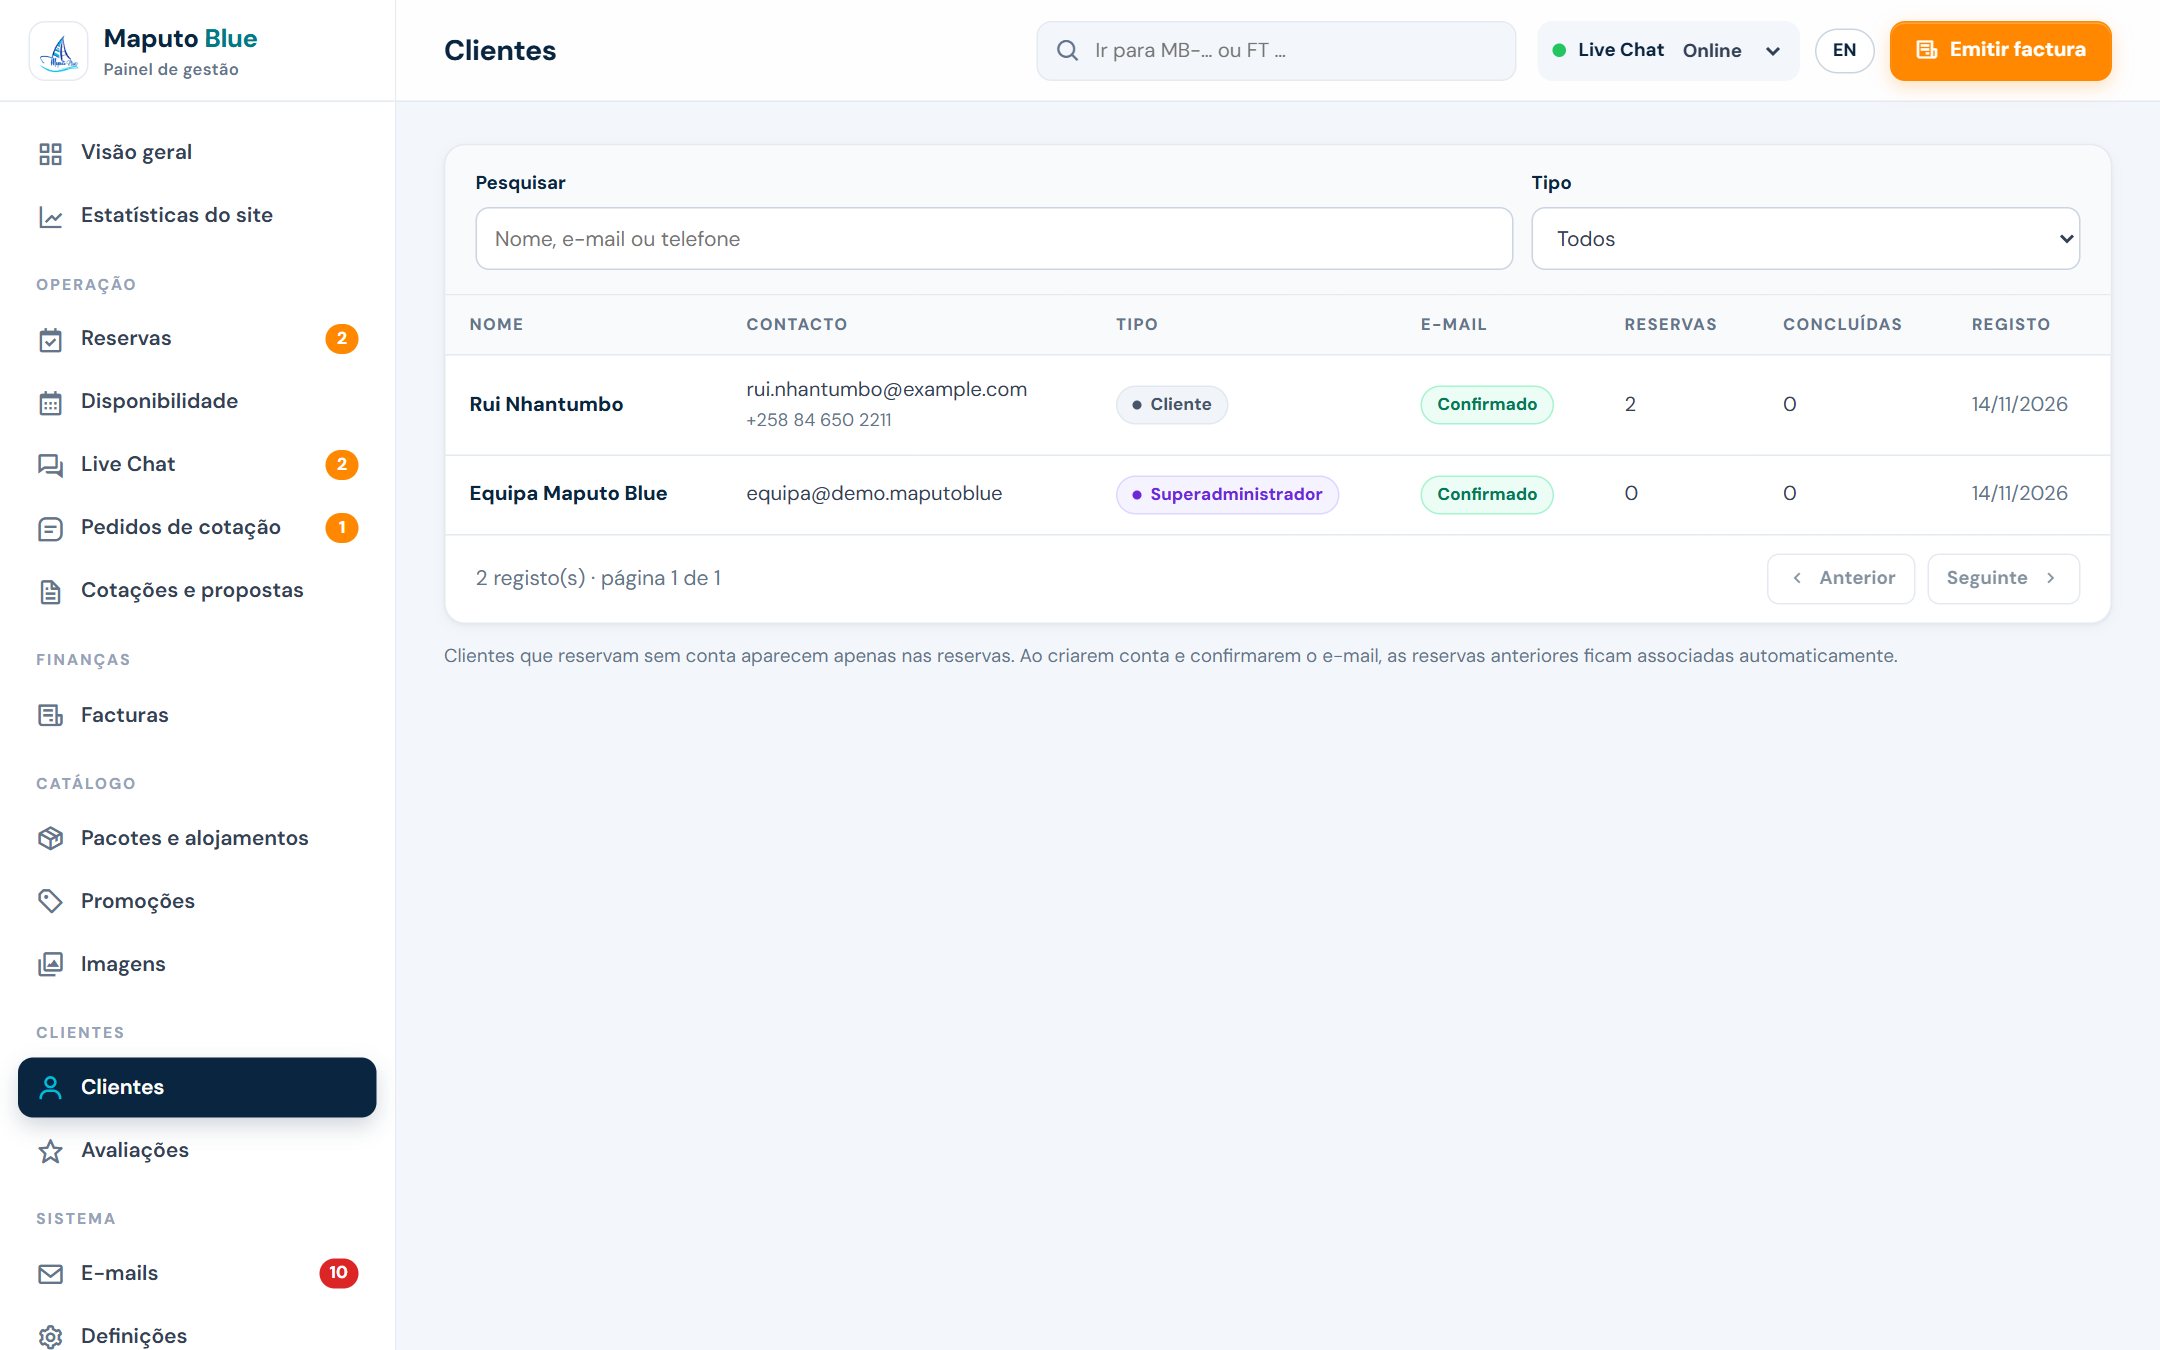 Maputo Blue
Painel de gestão
Clientes
Ir para MB-... ou FT ...
Live Chat Online
EN
Emitir factura
Visão geral
Estatísticas do site
OPERAÇÃO
Reservas 2
Disponibilidade
Live Chat 2
Pedidos de cotação 1
Cotações e propostas
FINANÇAS
Facturas
CATÁLOGO
Pacotes e alojamentos
Promoções
Imagens
CLIENTES
Clientes
Avaliações
SISTEMA
E-mails 10
Definições
Pesquisar
Nome, e-mail ou telefone
Tipo
Todos
NOME CONTACTO TIPO E-MAIL RESERVAS CONCLUÍDAS REGISTO
Rui Nhantumbo rui.nhantumbo@example.com Cliente Confirmado 2 0 14/11/2026
+258 84 650 2211
Equipa Maputo Blue equipa@demo.maputoblue Superadministrador Confirmado 0 0 14/11/2026
2 registo(s) · página 1 de 1
Anterior
Seguinte
Clientes que reservam sem conta aparecem apenas nas reservas. Ao criarem conta e confirmarem o e-mail, as reservas anteriores ficam associadas automaticamente.